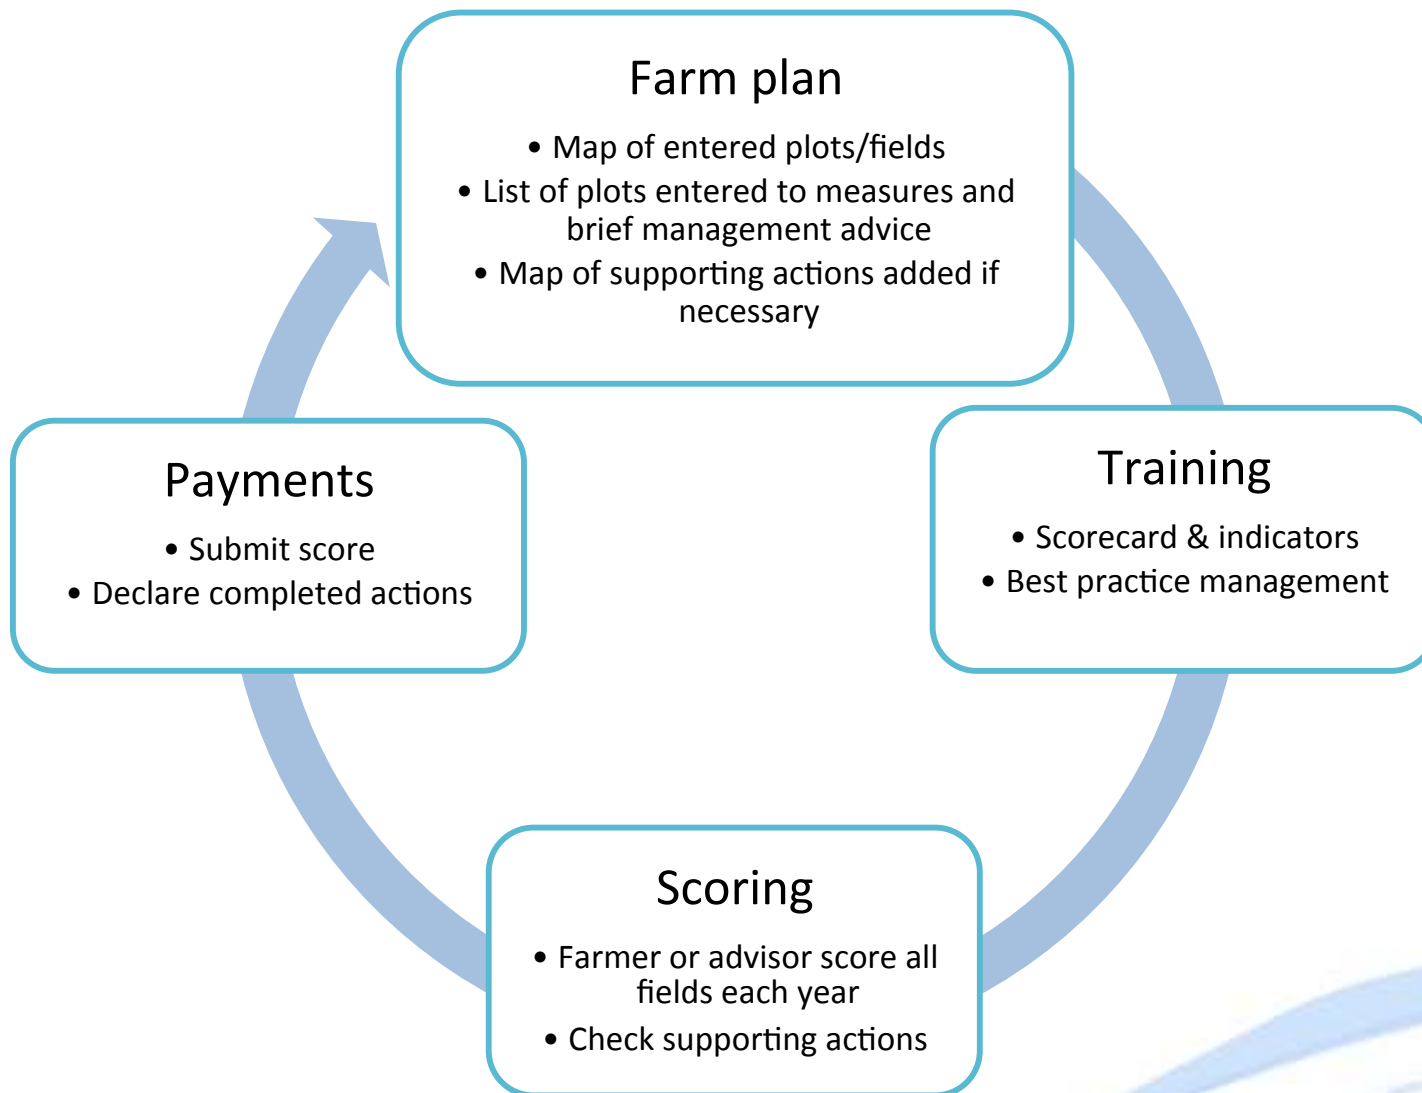 Farm plan
• Map of entered plots/fields
• List of plots entered to measures and
brief management advice
• Map of supporting actions added if
necessary
Training
• Scorecard & indicators
• Best practice management
Scoring
• Farmer or advisor score all
fields each year
• Check supporting actions
Payments
• Submit score
• Declare completed actions